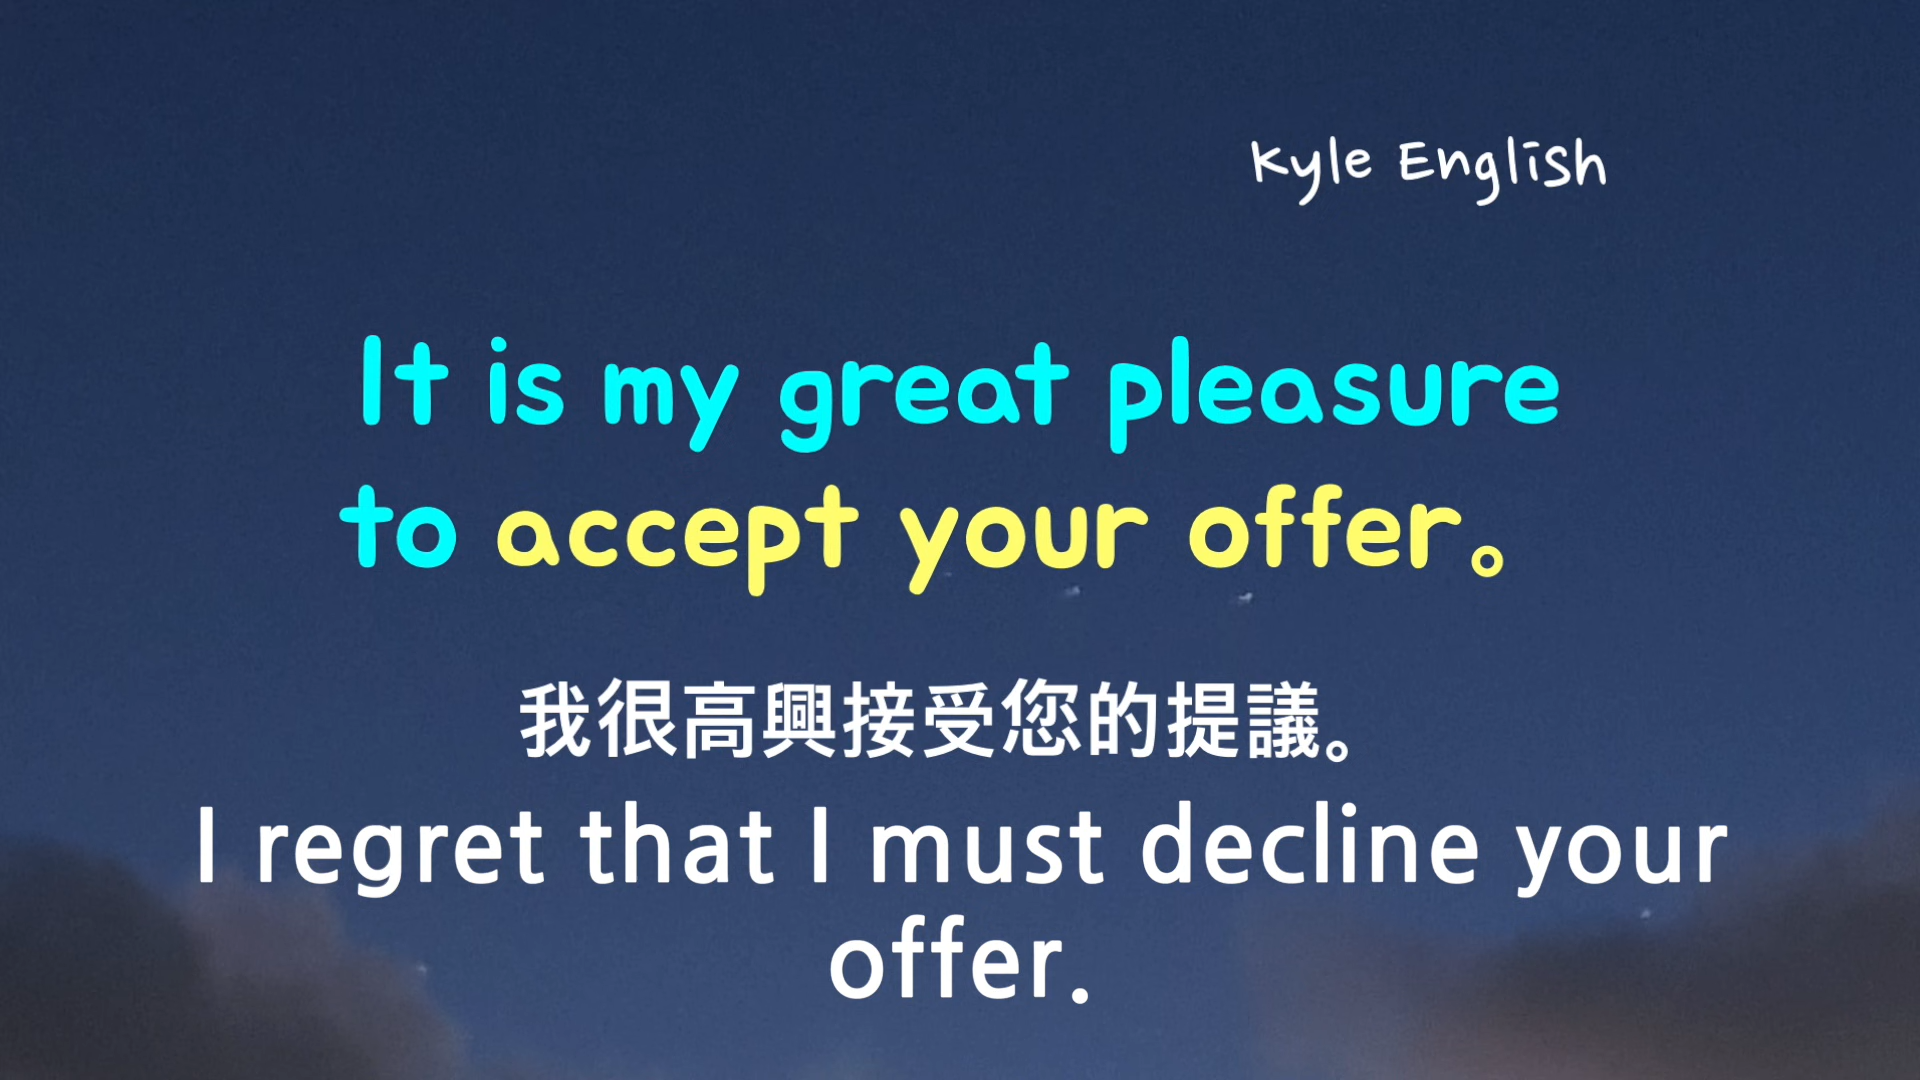 Kyle English
It is my great pleasure
to accept your offer。
我很高興接受您的提議。
I regret that I must decline your
offer.